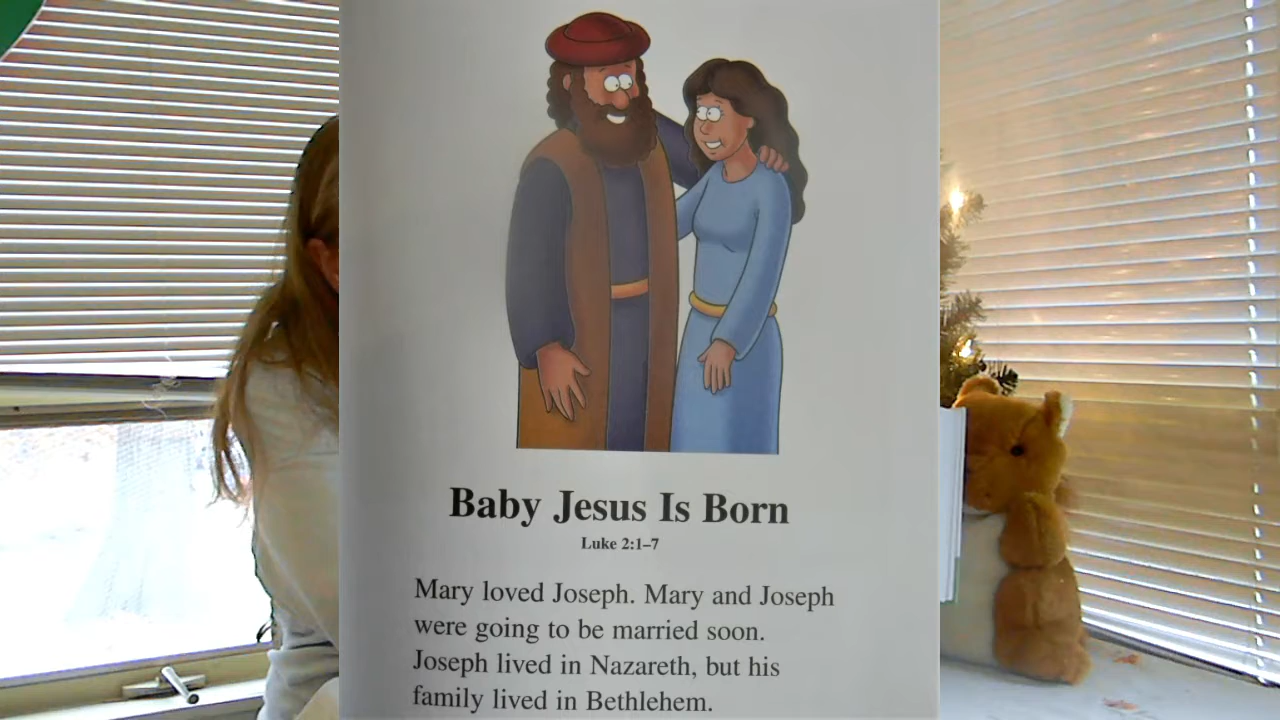 Baby Jesus Is Born
Luke 2:1–7
Mary loved Joseph. Mary and Joseph
were going to be married soon.
Joseph lived in Nazareth, but his
family lived in Bethlehem.